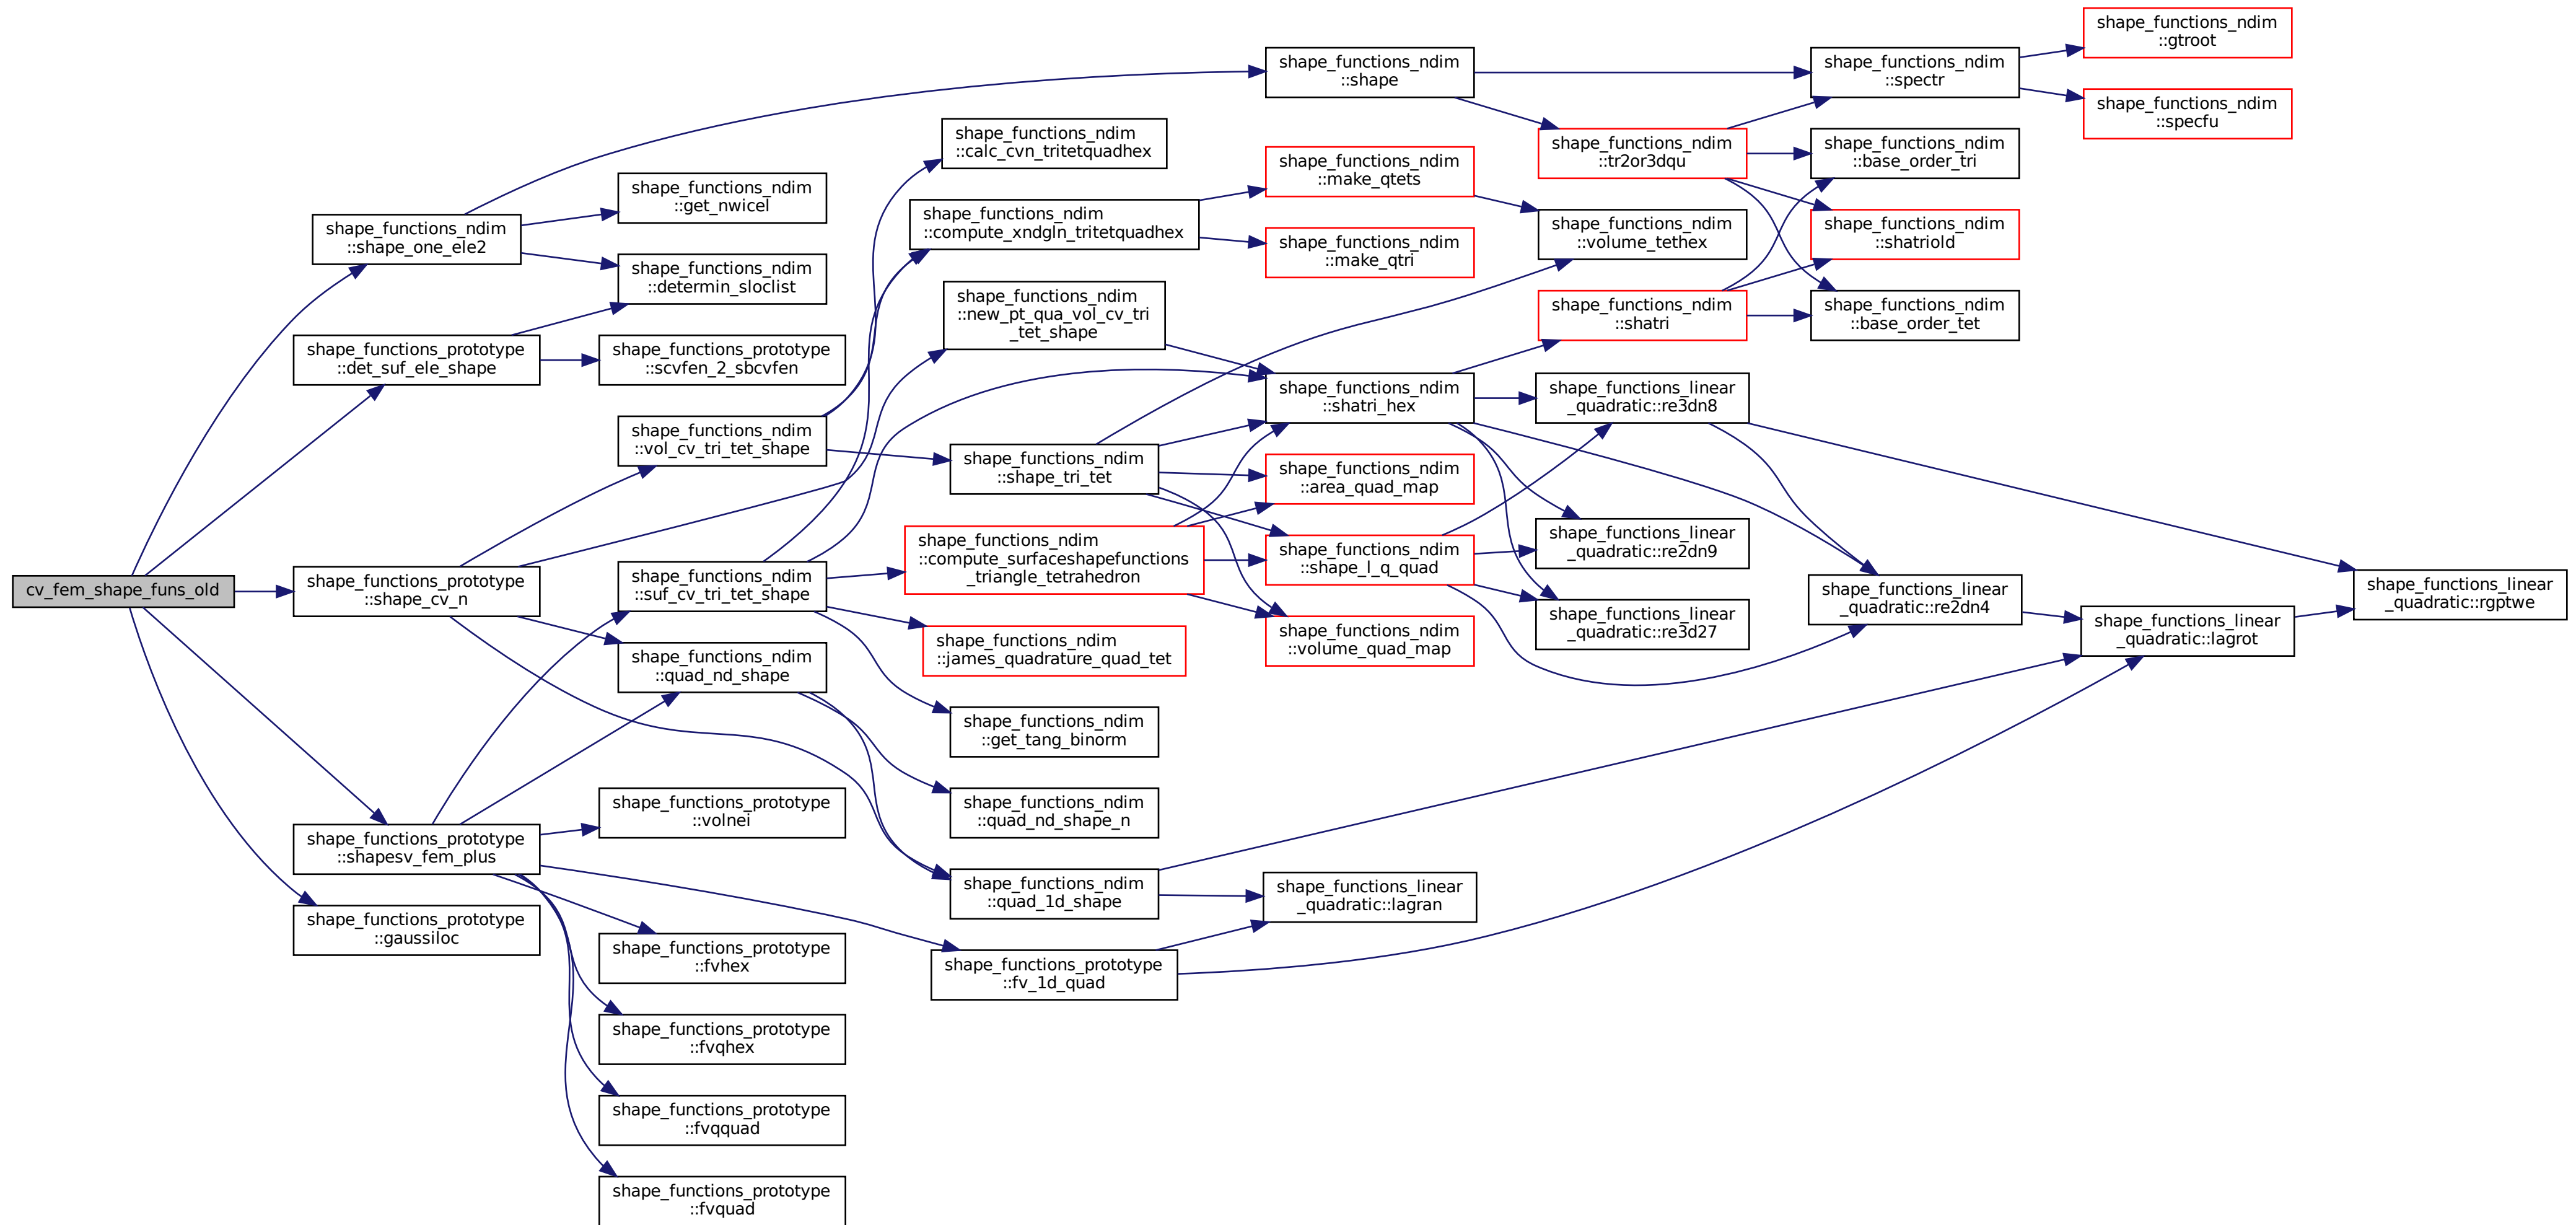 cv_fem_shape_funs_old
shape_functions_ndim
::shape_one_ele2
shape_functions_prototype
::det_suf_ele_shape
shape_functions_prototype
::shape_cv_n
shape_functions_prototype
::shapesv_fem_plus
shape_functions_prototype
::gaussiloc
shape_functions_ndim
::get_nwicel
shape_functions_ndim
::determin_sloclist
shape_functions_prototype
::scvfen_2_sbcvfen
shape_functions_ndim
::vol_cv_tri_tet_shape
shape_functions_ndim
::suf_cv_tri_tet_shape
shape_functions_ndim
::quad_nd_shape
shape_functions_prototype
::volnei
shape_functions_prototype
::fvhex
shape_functions_prototype
::fvqhex
shape_functions_prototype
::fvqquad
shape_functions_prototype
::fvquad
shape_functions_ndim
::calc_cvn_tritetquadhex
shape_functions_ndim
::compute_xndgln_tritetquadhex
shape_functions_ndim
::new_pt_qua_vol_cv_tri
_tet_shape
shape_functions_ndim
::shape_tri_tet
shape_functions_ndim
::compute_surfaceshapefunctions
_triangle_tetrahedron
shape_functions_ndim
::james_quadrature_quad_tet
shape_functions_ndim
::get_tang_binorm
shape_functions_ndim
::quad_nd_shape_n
shape_functions_ndim
::quad_1d_shape
shape_functions_prototype
::fv_1d_quad
shape_functions_ndim
::shape
shape_functions_ndim
::make_qtets
shape_functions_ndim
::make_qtri
shape_functions_ndim
::shatri_hex
shape_functions_ndim
::area_quad_map
shape_functions_ndim
::shape_l_q_quad
shape_functions_ndim
::volume_quad_map
shape_functions_linear
_quadratic::lagran
shape_functions_ndim
::tr2or3dqu
shape_functions_ndim
::volume_tethex
shape_functions_ndim
::shatri
shape_functions_linear
_quadratic::re3dn8
shape_functions_linear
_quadratic::re2dn9
shape_functions_linear
_quadratic::re3d27
shape_functions_ndim
::spectr
shape_functions_ndim
::base_order_tri
shape_functions_ndim
::shatriold
shape_functions_ndim
::base_order_tet
shape_functions_linear
_quadratic::re2dn4
shape_functions_ndim
::gtroot
shape_functions_ndim
::specfu
shape_functions_linear
_quadratic::lagrot
shape_functions_linear
_quadratic::rgptwe